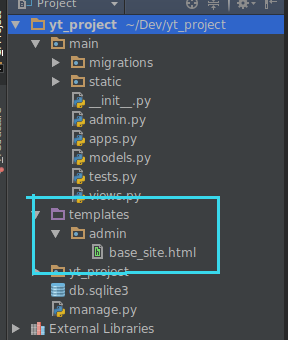 Project
yt_project ~/Dev/yt_project
main
migrations
static
__init__.py
admin.py
apps.py
models.py
tests.py
views.py
templates
admin
base_site.html
yt_project
db.sqlite3
manage.py
External Libraries